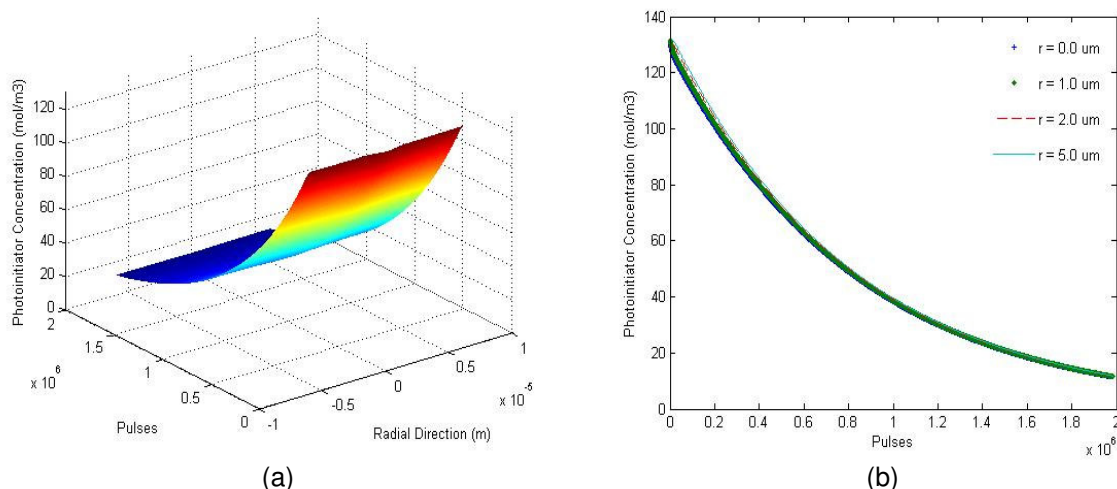 Photoinitiator Concentration (mol/m3)
120
100
80
60
40
20
0
2
1.5
1
0.5
0
x 10^6
Pulses
-1
-0.5
0
0.5
1
x 10^-5
Radial Direction (m)
(a)
Photoinitiator Concentration (mol/m3)
140
120
100
80
60
40
20
0
0
0.2
0.4
0.6
0.8
1
1.2
1.4
1.6
1.8
2
x 10^6
Pulses
r = 0.0 um
r = 1.0 um
r = 2.0 um
r = 5.0 um
(b)